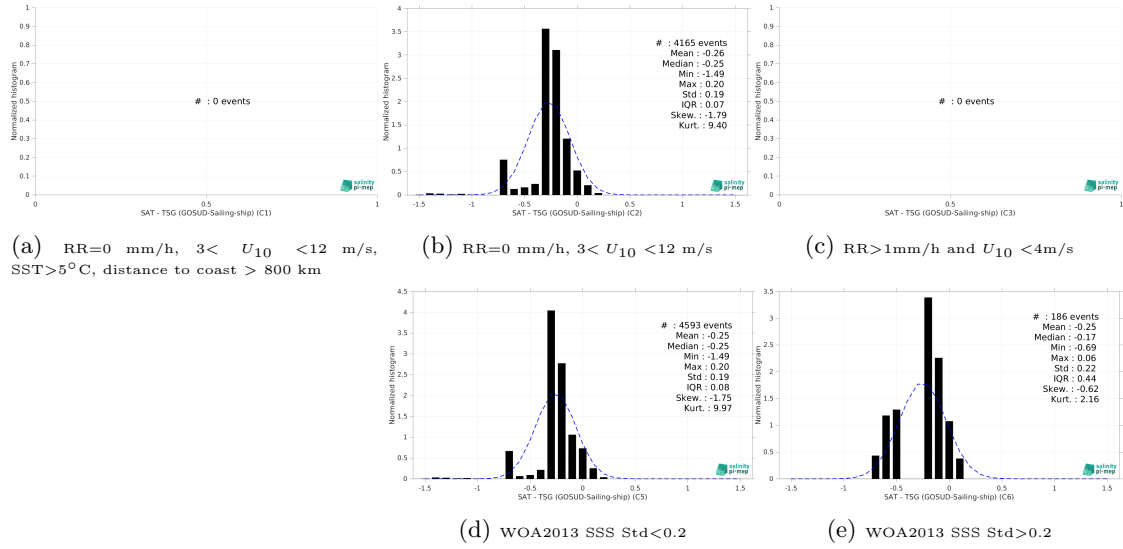 1
0.9
0.8
0.7
0.6
0.5
0.4
0.3
0.2
0.1
0
Normalized histogram
# : 0 events
salinity
pi-mep
0 0.5 1
SAT - TSG (GOSUD-Sailing-ship) (C1)
4
3.5
3
2.5
2
1.5
1
0.5
0
Normalized histogram
# : 4165 events
Mean : -0.26
Median : -0.25
Min : -1.49
Max : 0.20
Std : 0.19
IQR : 0.07
Skew. : -1.79
Kurt. : 9.40
salinity
pi-mep
-1.5 -1 -0.5 0 0.5 1 1.5
SAT - TSG (GOSUD-Sailing-ship) (C2)
1
0.9
0.8
0.7
0.6
0.5
0.4
0.3
0.2
0.1
0
Normalized histogram
# : 0 events
salinity
pi-mep
0 0.5 1
SAT - TSG (GOSUD-Sailing-ship) (C3)
(a) RR=0 mm/h, 3< U10 <12 m/s,
SST>5°C, distance to coast > 800 km
(b) RR=0 mm/h, 3< U10 <12 m/s
(c) RR>1mm/h and U10 <4m/s
4.5
4
3.5
3
2.5
2
1.5
1
0.5
0
Normalized histogram
# : 4593 events
Mean : -0.25
Median : -0.25
Min : -1.49
Max : 0.20
Std : 0.19
IQR : 0.08
Skew. : -1.75
Kurt. : 9.97
salinity
pi-mep
-1.5 -1 -0.5 0 0.5 1 1.5
SAT - TSG (GOSUD-Sailing-ship) (C5)
3.5
3
2.5
2
1.5
1
0.5
0
Normalized histogram
# : 186 events
Mean : -0.25
Median : -0.17
Min : -0.69
Max : 0.06
Std : 0.22
IQR : 0.44
Skew. : -0.62
Kurt. : 2.16
salinity
pi-mep
-1.5 -1 -0.5 0 0.5 1 1.5
SAT - TSG (GOSUD-Sailing-ship) (C6)
(d) WOA2013 SSS Std<0.2
(e) WOA2013 SSS Std>0.2